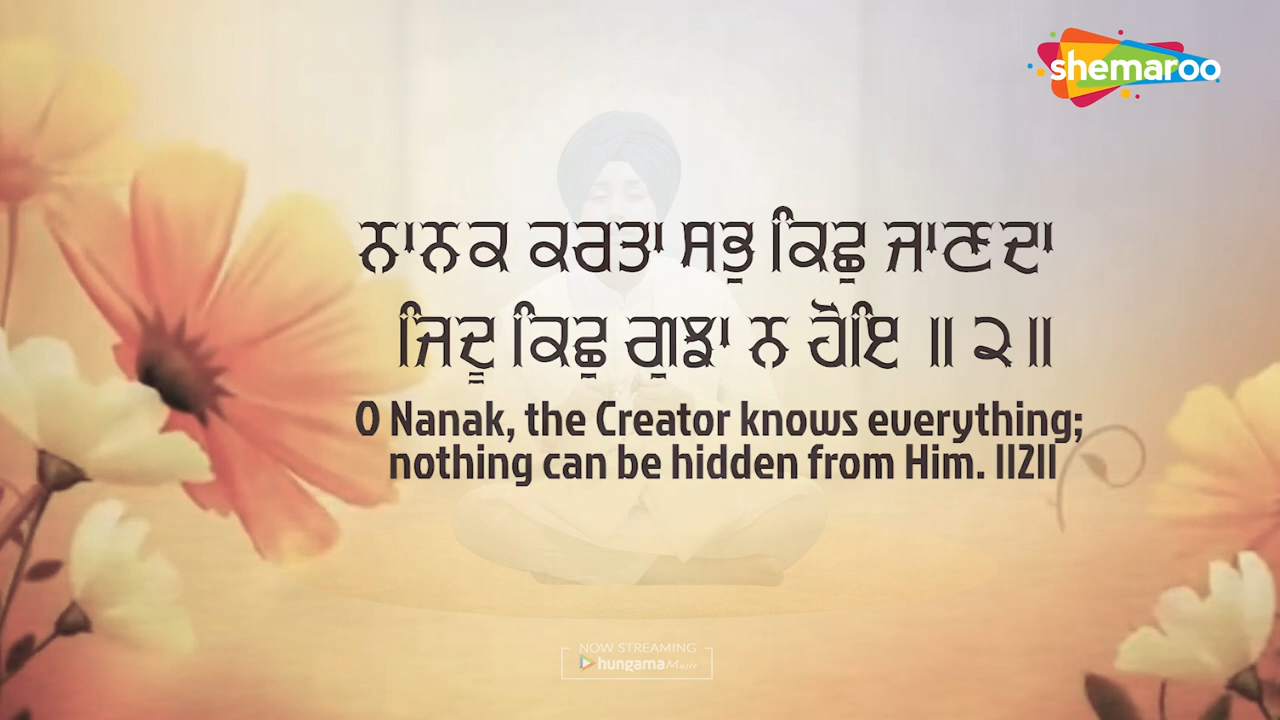 shemaroo
ਨਾਨਕ ਕਰਤਾ ਸਭੁ ਕਿਛੁ ਜਾਣਦਾ
ਜਿਦੂ ਕਿਛੁ ਗੁਝਾ ਨ ਹੋਇ ॥ ੨ ॥
O Nanak, the Creator knows everything;
nothing can be hidden from Him. ||2||
NOW STREAMING
hungama Music